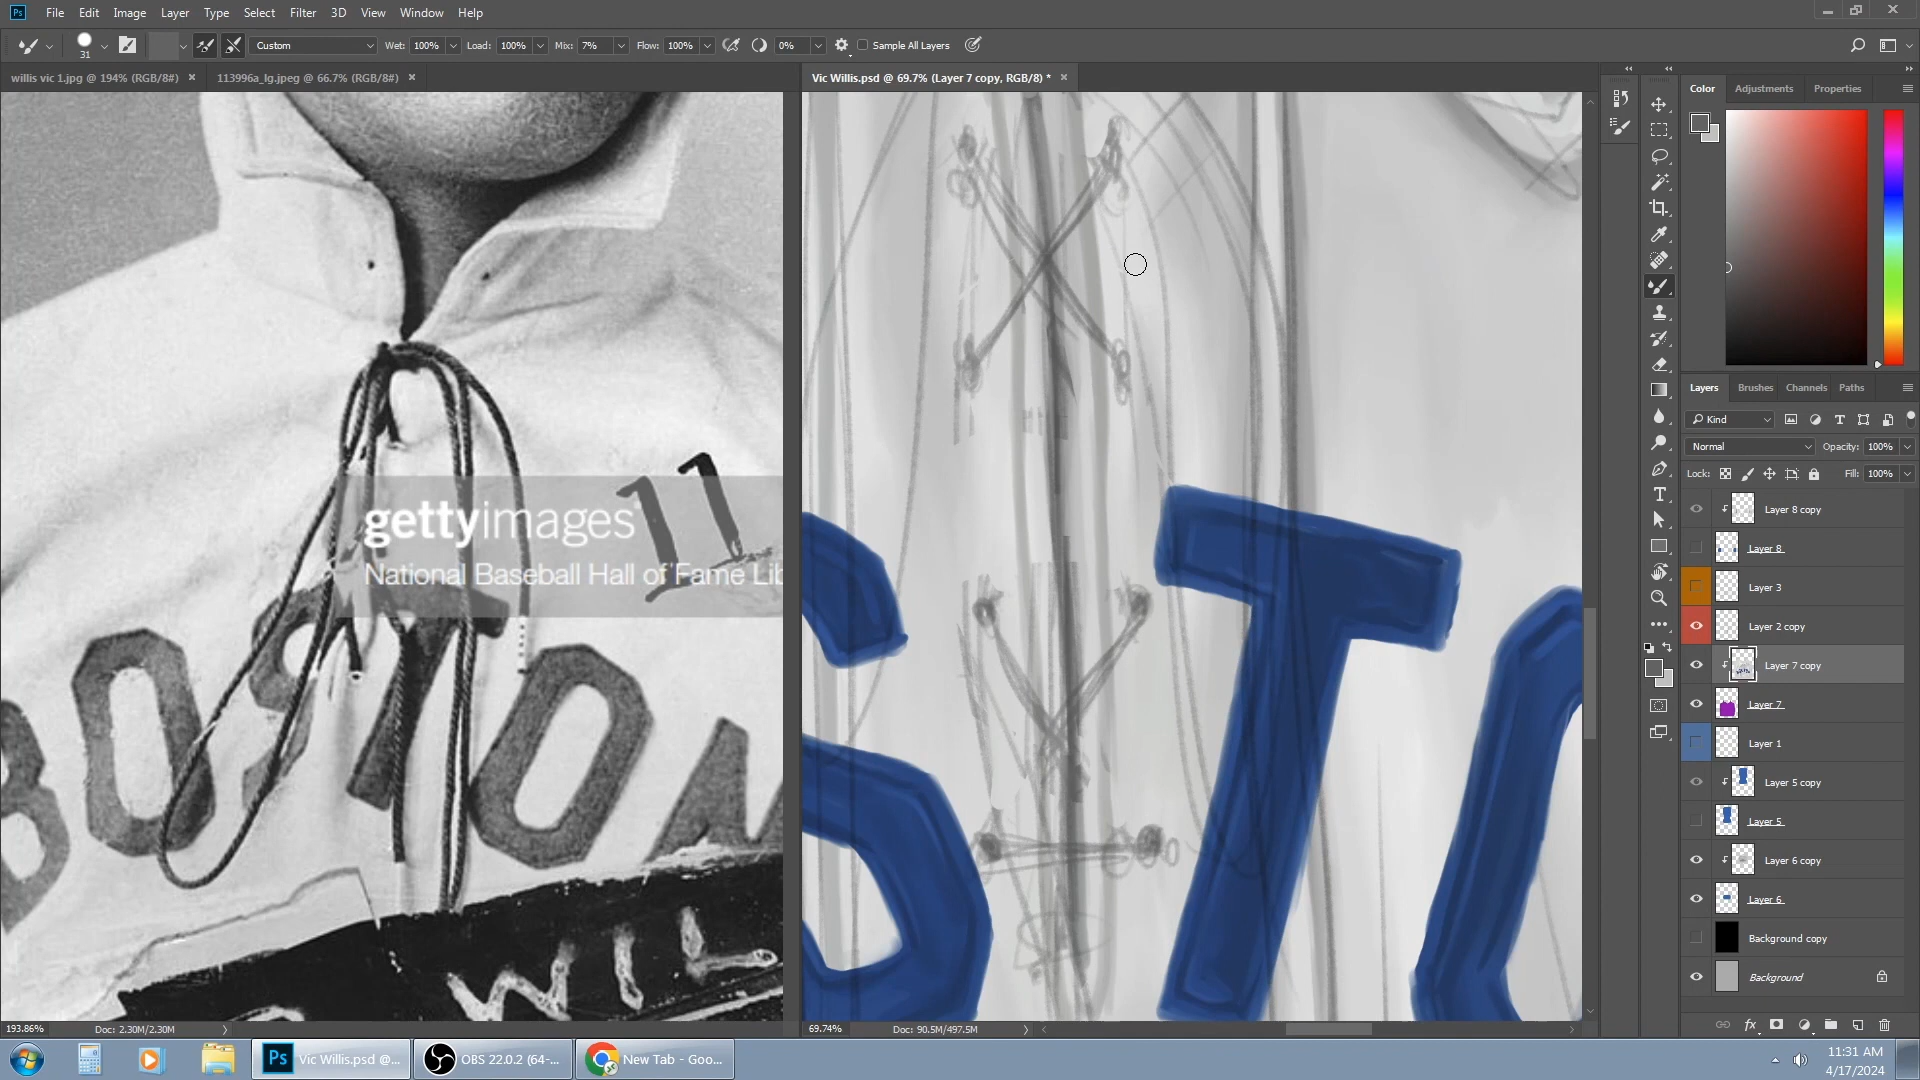 Ps File Edit Image Layer Type Select Filter 3D View Window Help
31 Custom Wet: 100% Load: 100% Mix: 7% Flow: 100% 0% Sample All Layers
willis vic 1.jpg @ 194% (RGB/8#) × 113996a_lg.jpeg @ 66.7% (RGB/8#) × Vic Willis.psd @ 69.7% (Layer 7 copy, RGB/8) * ×
Color Adjustments Properties
Layers Brushes Channels Paths
Kind
Normal Opacity: 100%
Lock: Fill: 100%
Layer 8 copy
Layer 8
Layer 3
Layer 2 copy
Layer 7 copy
Layer 7
Layer 1
Layer 5 copy
Layer 5
Layer 6 copy
Layer 6
Background copy
Background
11
gettyimages
National Baseball Hall of Fame Lib
BOSTON
WIL
T
193.86% Doc: 2.30M/2.30M
69.74% Doc: 90.5M/497.5M
Ps Vic Willis.psd @... OBS 22.0.2 (64-... New Tab - Goo...
11:31 AM
4/17/2024